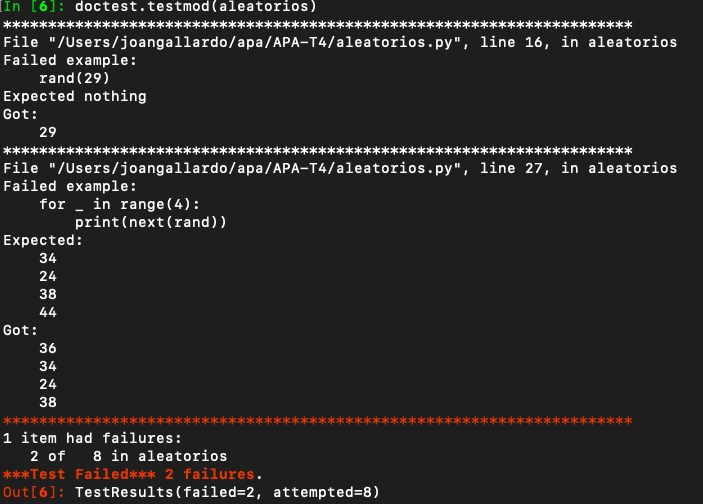 In [6]: doctest.testmod(aleatorios)
**********************************************************************
File "/Users/joangallardo/apa/APA-T4/aleatorios.py", line 16, in aleatorios
Failed example:
    rand(29)
Expected nothing
Got:
    29
**********************************************************************
File "/Users/joangallardo/apa/APA-T4/aleatorios.py", line 27, in aleatorios
Failed example:
    for _ in range(4):
        print(next(rand))
Expected:
    34
    24
    38
    44
Got:
    36
    34
    24
    38
**********************************************************************
1 item had failures:
   2 of   8 in aleatorios
***Test Failed*** 2 failures.
Out[6]: TestResults(failed=2, attempted=8)